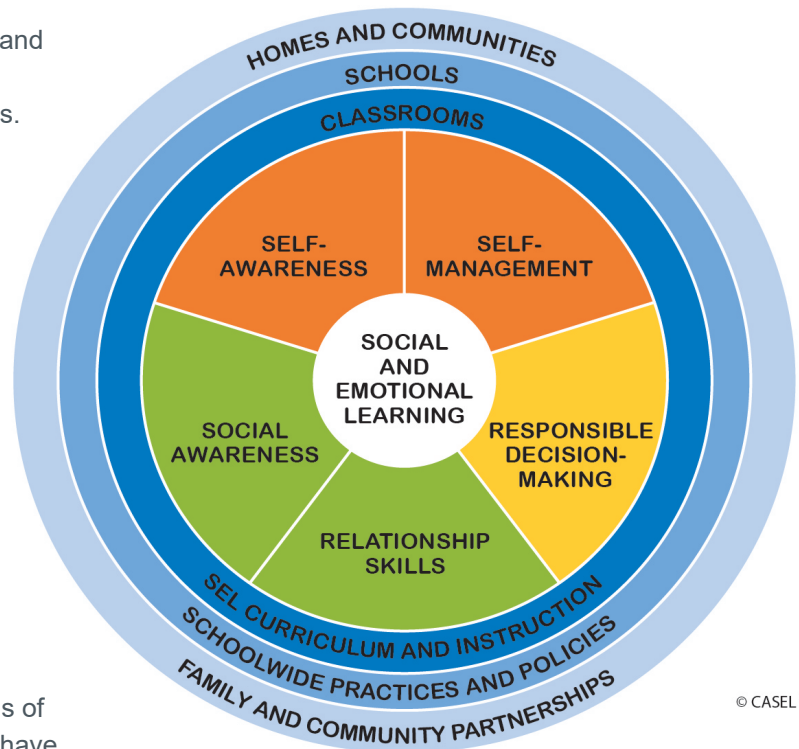 and
s.
HOMES AND COMMUNITIES
SCHOOLS
CLASSROOMS
SELF-
AWARENESS
SELF-
MANAGEMENT
SOCIAL
AND
EMOTIONAL
LEARNING
SOCIAL
AWARENESS
RESPONSIBLE
DECISION-
MAKING
RELATIONSHIP
SKILLS
SEL CURRICULUM AND INSTRUCTION
SCHOOLWIDE PRACTICES AND POLICIES
FAMILY AND COMMUNITY PARTNERSHIPS
© CASEL
s of
have